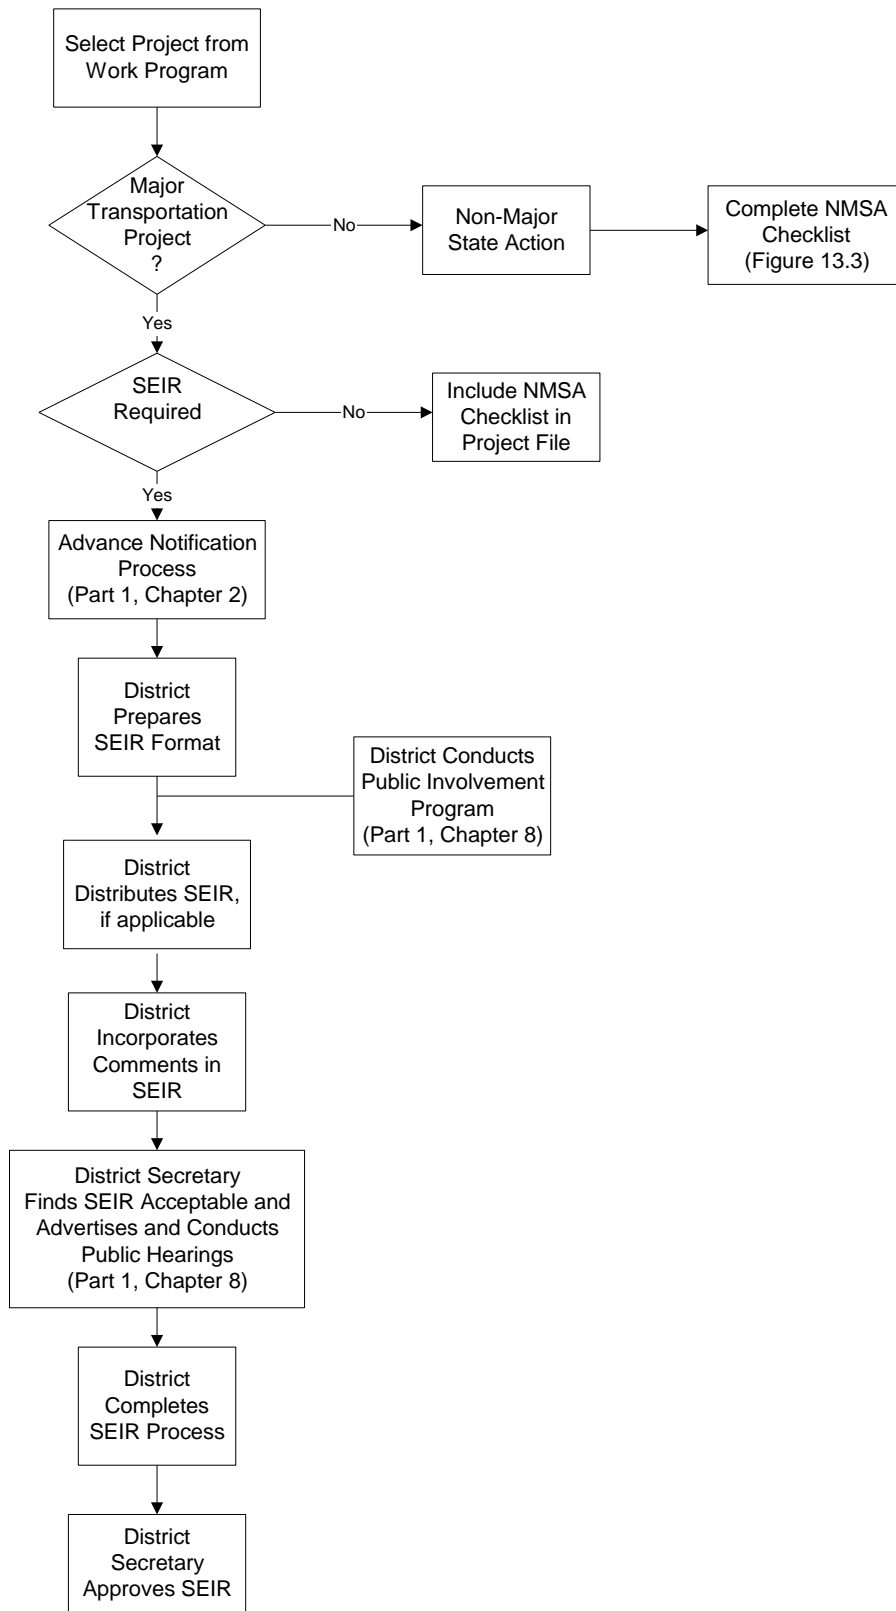 Select Project from
Work Program
Major
Transportation
Project
?
No
Non-Major
State Action
Complete NMSA
Checklist
(Figure 13.3)
Yes
SEIR
Required
No
Include NMSA
Checklist in
Project File
Yes
Advance Notification
Process
(Part 1, Chapter 2)
District
Prepares
SEIR Format
District Conducts
Public Involvement
Program
(Part 1, Chapter 8)
District
Distributes SEIR,
if applicable
District
Incorporates
Comments in
SEIR
District Secretary
Finds SEIR Acceptable and
Advertises and Conducts
Public Hearings
(Part 1, Chapter 8)
District
Completes
SEIR Process
District
Secretary
Approves SEIR